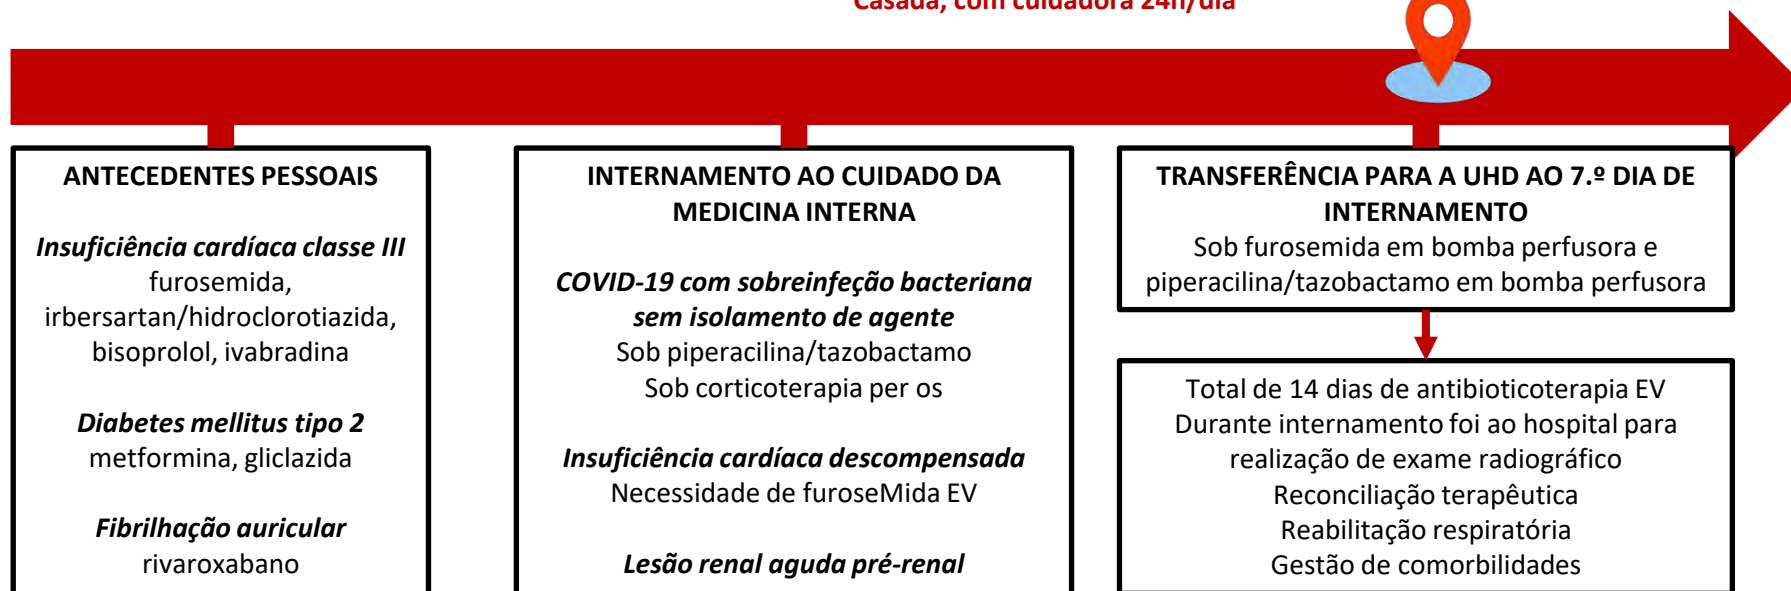 Casada, com cuidadora 24h/dia
ANTECEDENTES PESSOAIS
Insuficiência cardíaca classe III
furosemida,
irbersartan/hidroclorotiazida,
bisoprolol, ivabradina
Diabetes mellitus tipo 2
metformina, gliclazida
Fibrilhação auricular
rivaroxabano
INTERNAMENTO AO CUIDADO DA
MEDICINA INTERNA
COVID-19 com sobreinfeção bacteriana
sem isolamento de agente
Sob piperacilina/tazobactamo
Sob corticoterapia per os
Insuficiência cardíaca descompensada
Necessidade de furoseMida EV
Lesão renal aguda pré-renal
TRANSFERÊNCIA PARA A UHD AO 7.º DIA DE
INTERNAMENTO
Sob furosemida em bomba perfusora e
piperacilina/tazobactamo em bomba perfusora
Total de 14 dias de antibioticoterapia EV
Durante internamento foi ao hospital para
realização de exame radiográfico
Reconciliação terapêutica
Reabilitação respiratória
Gestão de comorbilidades